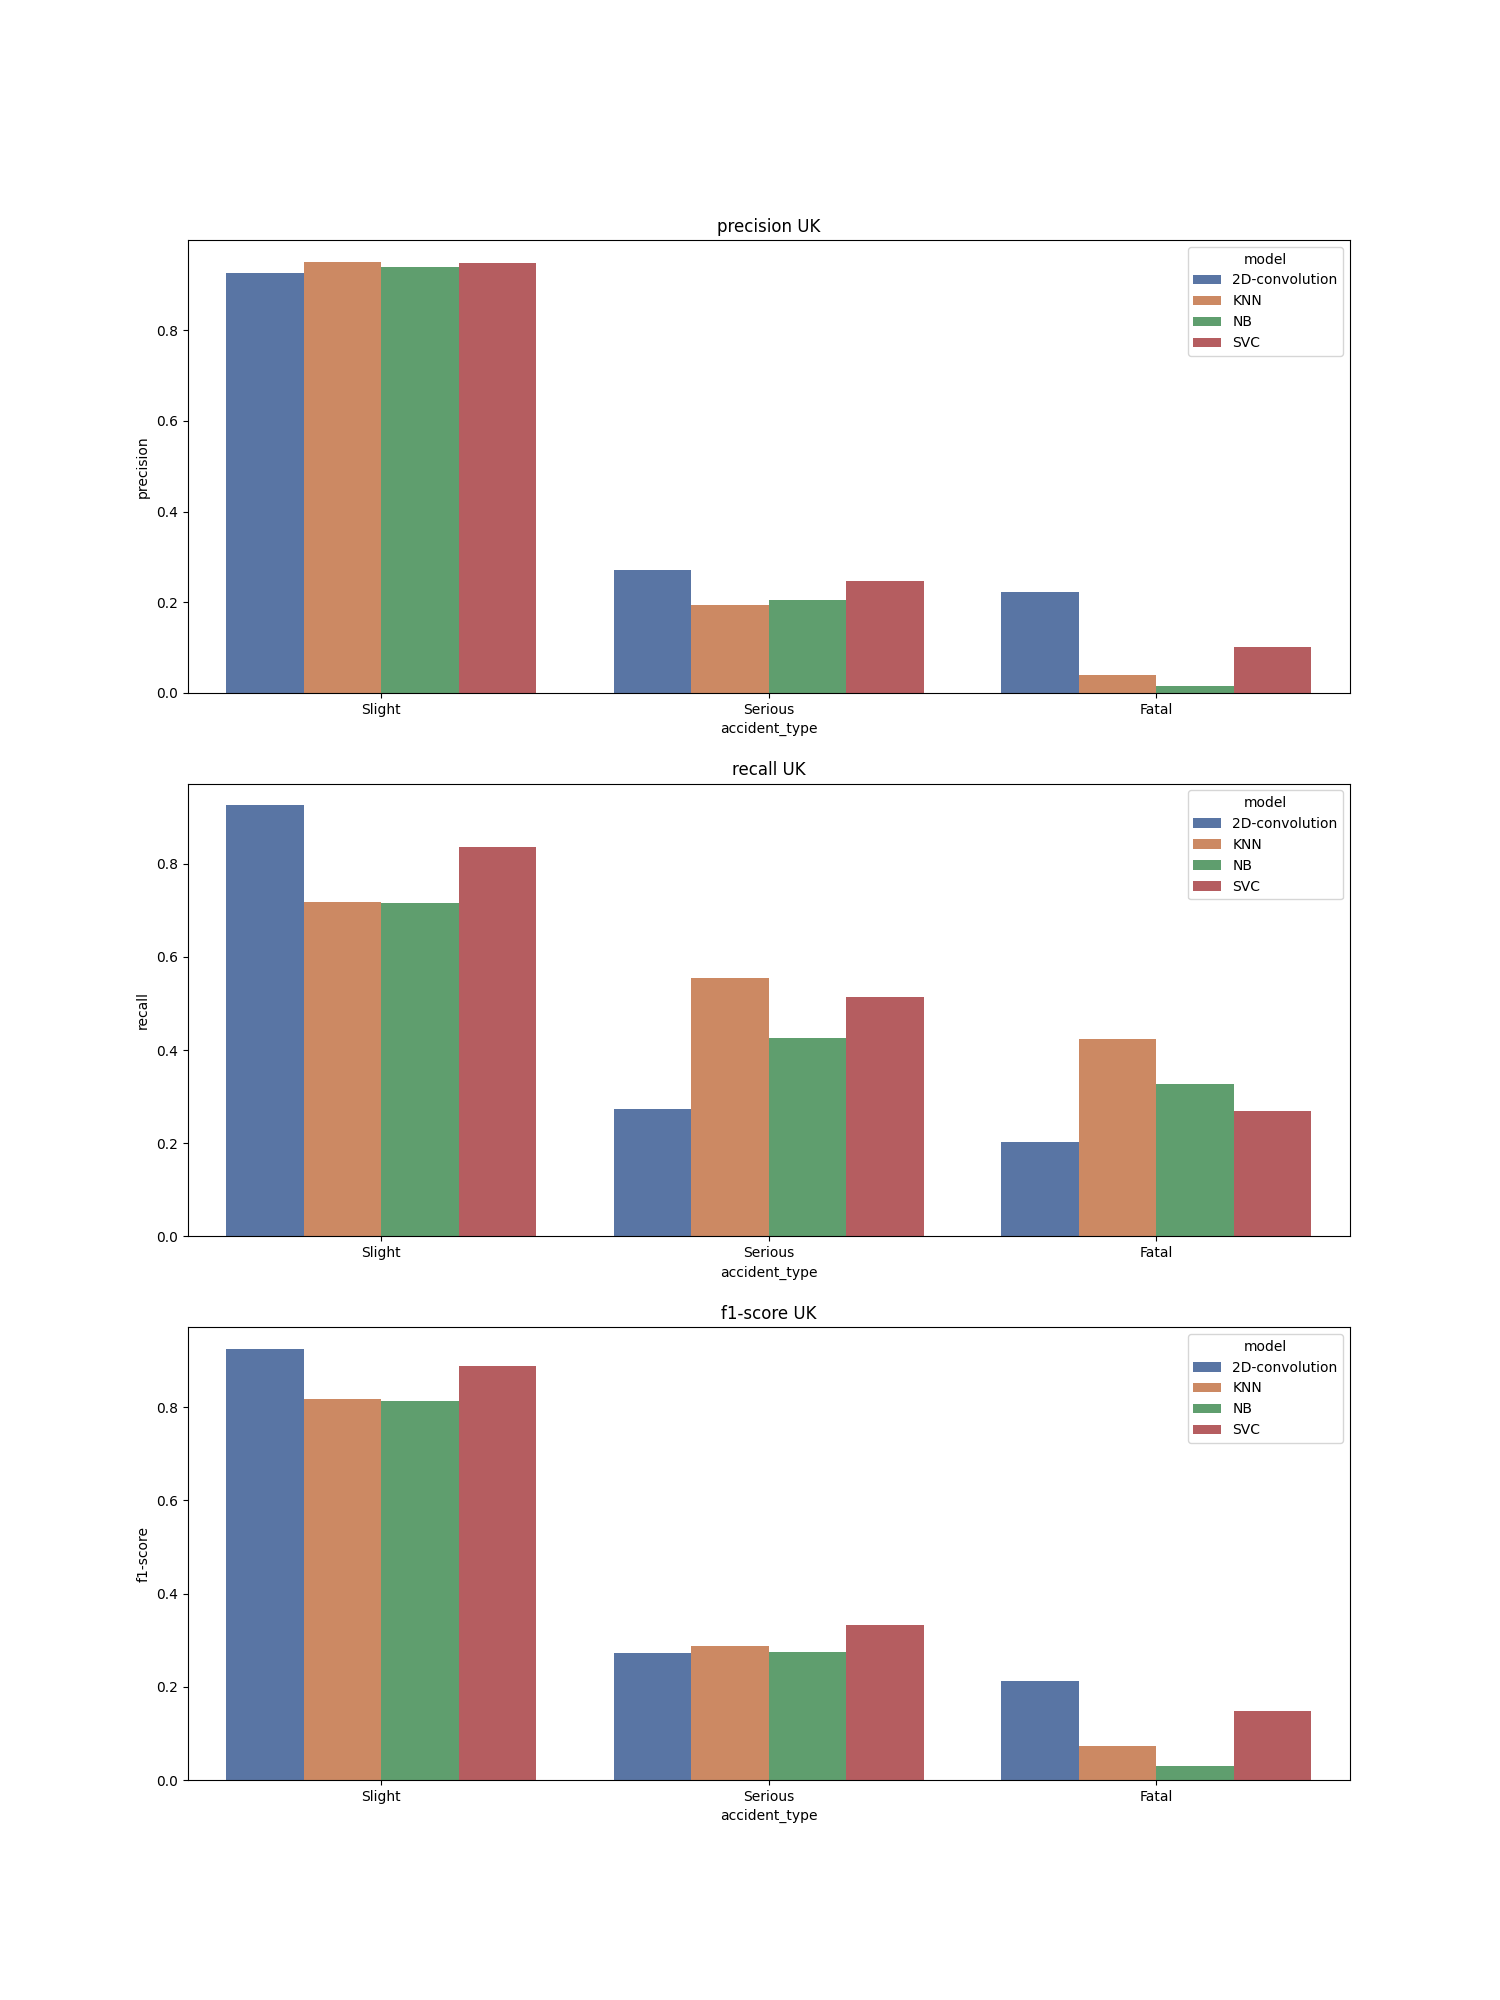 precision UK
model
2D-convolution
KNN
NB
SVC
0.8
0.6
0.4
0.2
0.0
precision
Slight Serious Fatal
accident_type
recall UK
model
2D-convolution
KNN
NB
SVC
0.8
0.6
0.4
0.2
0.0
recall
Slight Serious Fatal
accident_type
f1-score UK
model
2D-convolution
KNN
NB
SVC
0.8
0.6
0.4
0.2
0.0
f1-score
Slight Serious Fatal
accident_type